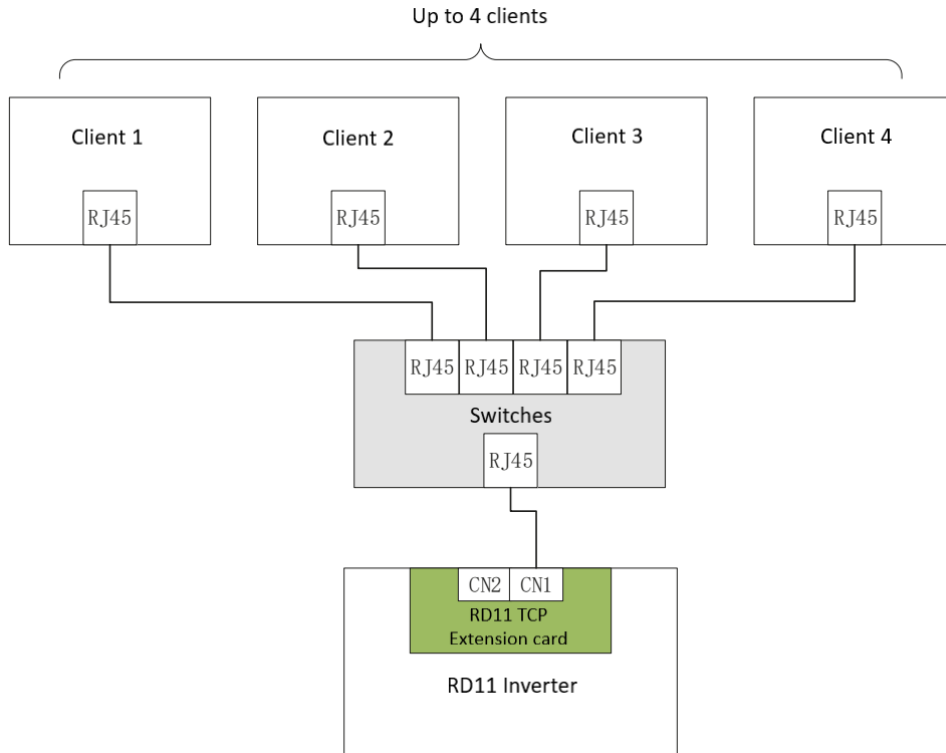 Up to 4 clients
Client 1
Client 2
Client 3
Client 4
RJ45
RJ45
RJ45
RJ45
RJ45
RJ45
RJ45
RJ45
Switches
RJ45
CN2
CN1
RD11 TCP
Extension card
RD11 Inverter